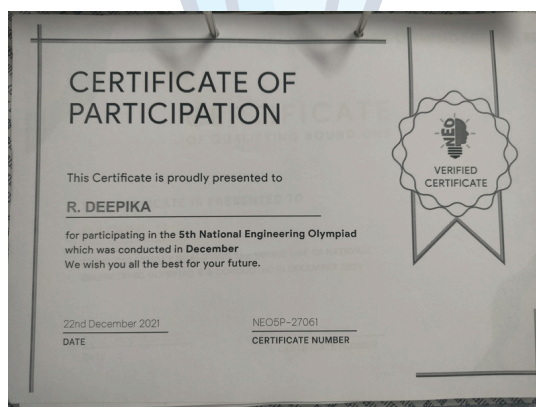 CERTIFICATE OF
PARTICIPATION
This Certificate is proudly presented to
R. DEEPIKA
for participating in the 5th National Engineering Olympiad
which was conducted in December
We wish you all the best for your future.
22nd December 2021
DATE
NEO5P-27061
CERTIFICATE NUMBER
NEO
VERIFIED
CERTIFICATE